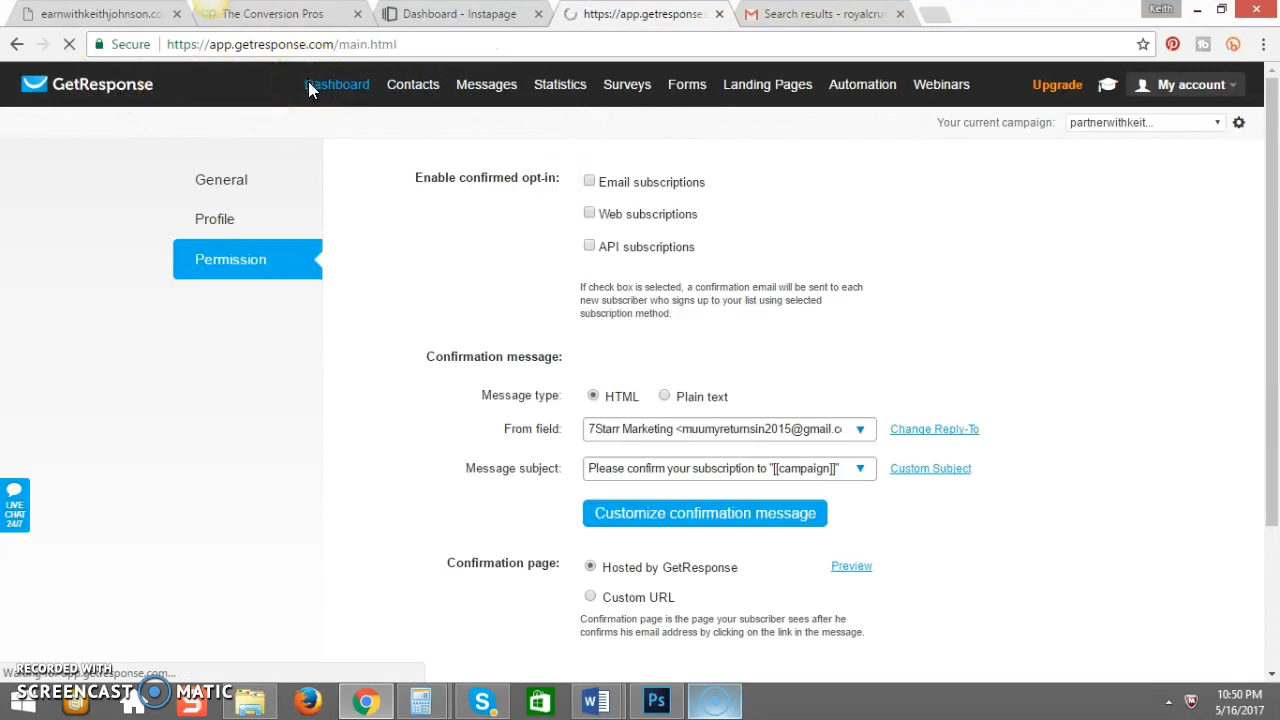 earnwithkeithjohnson.co
The Conversion Pros
Dashboard - Instapage
https://app.getresponse
Search results - royalcru
Keith
Secure
https://app.getresponse.com/main.html
GetResponse
Dashboard
Contacts
Messages
Statistics
Surveys
Forms
Landing Pages
Automation
Webinars
Upgrade
My account
Your current campaign:
partnerwithkeit...
General
Profile
Permission
Enable confirmed opt-in:
Email subscriptions
Web subscriptions
API subscriptions
If check box is selected, a confirmation email will be sent to each
new subscriber who signs up to your list using selected
subscription method.
Confirmation message:
Message type:
HTML
Plain text
From field:
7Starr Marketing <muumyreturnsin2015@gmail.c
Change Reply-To
Message subject:
Please confirm your subscription to "[[campaign]]"
Custom Subject
Customize confirmation message
Confirmation page:
Hosted by GetResponse
Preview
Custom URL
Confirmation page is the page your subscriber sees after he
confirms his email address by clicking on the link in the message.
LIVE
CHAT
24/7
Waiting for app.getresponse.com...
RECORDED WITH
SCREENCAST MATIC
W
Ps
10:50 PM
5/16/2017